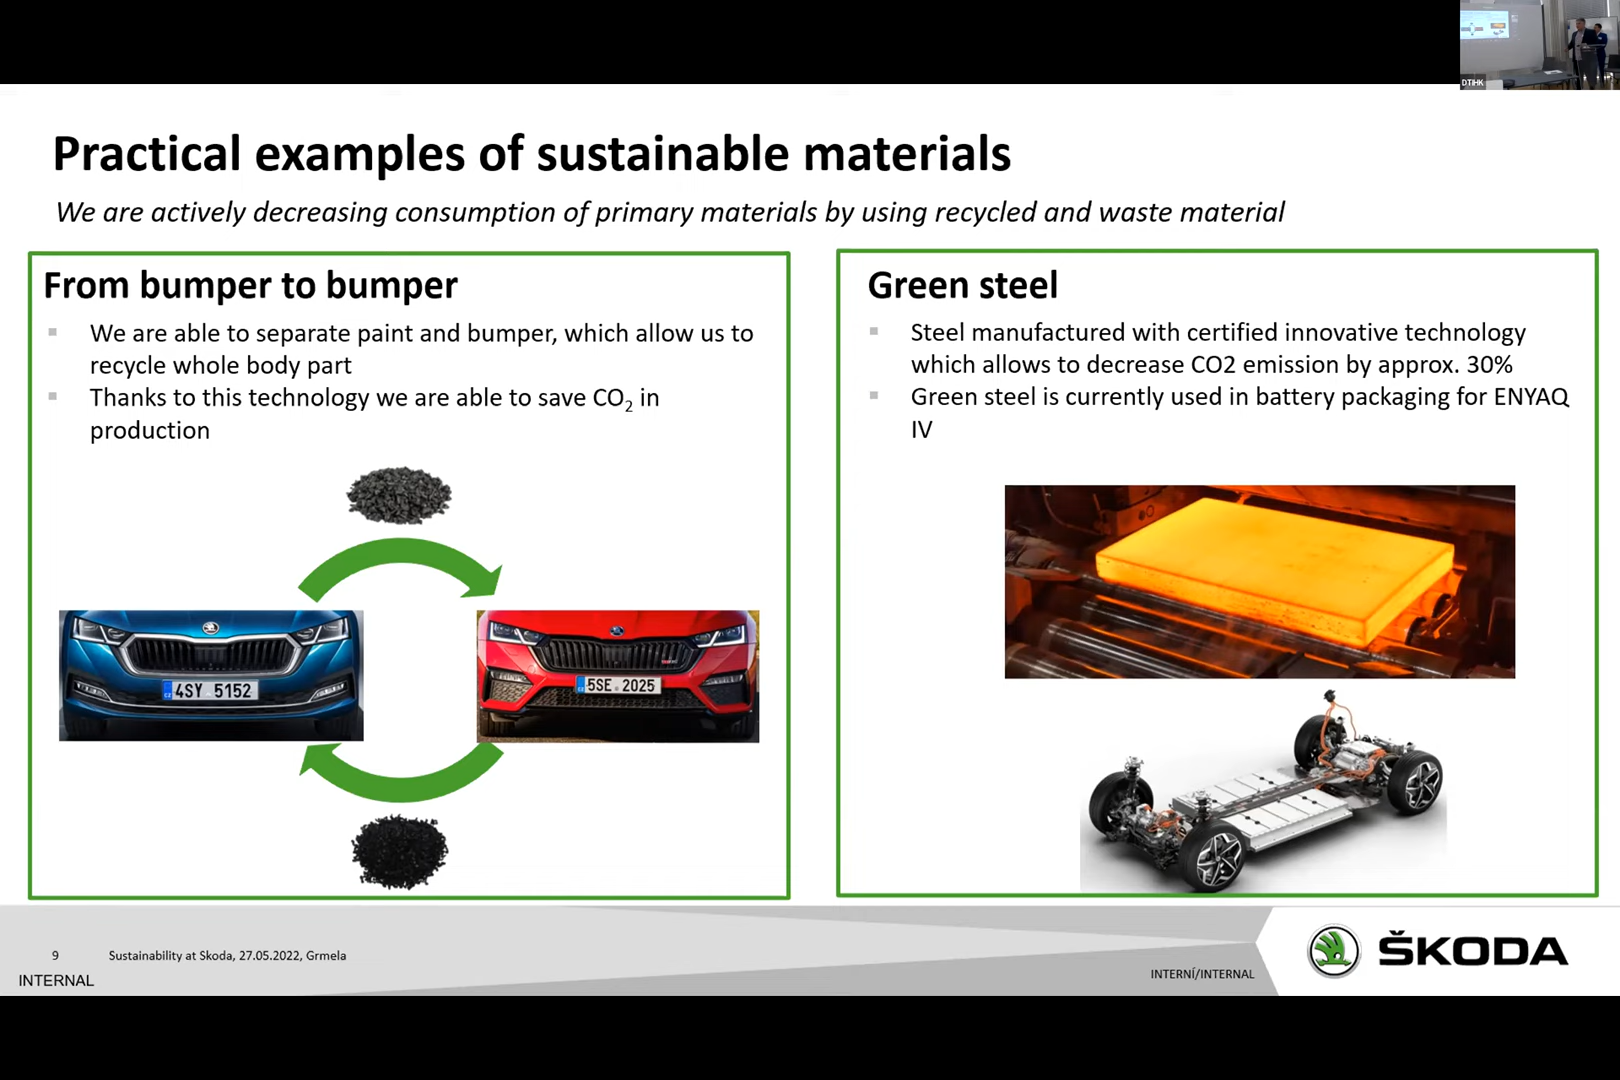 DTIHK
Practical examples of sustainable materials
We are actively decreasing consumption of primary materials by using recycled and waste material
From bumper to bumper
We are able to separate paint and bumper, which allow us to
recycle whole body part
Thanks to this technology we are able to save CO₂ in
production
4SY 5152
5SE 2025
Green steel
Steel manufactured with certified innovative technology
which allows to decrease CO2 emission by approx. 30%
Green steel is currently used in battery packaging for ENYAQ
IV
9
Sustainability at Skoda, 27.05.2022, Grmela
INTERNAL
INTERNÍ/INTERNAL
ŠKODA